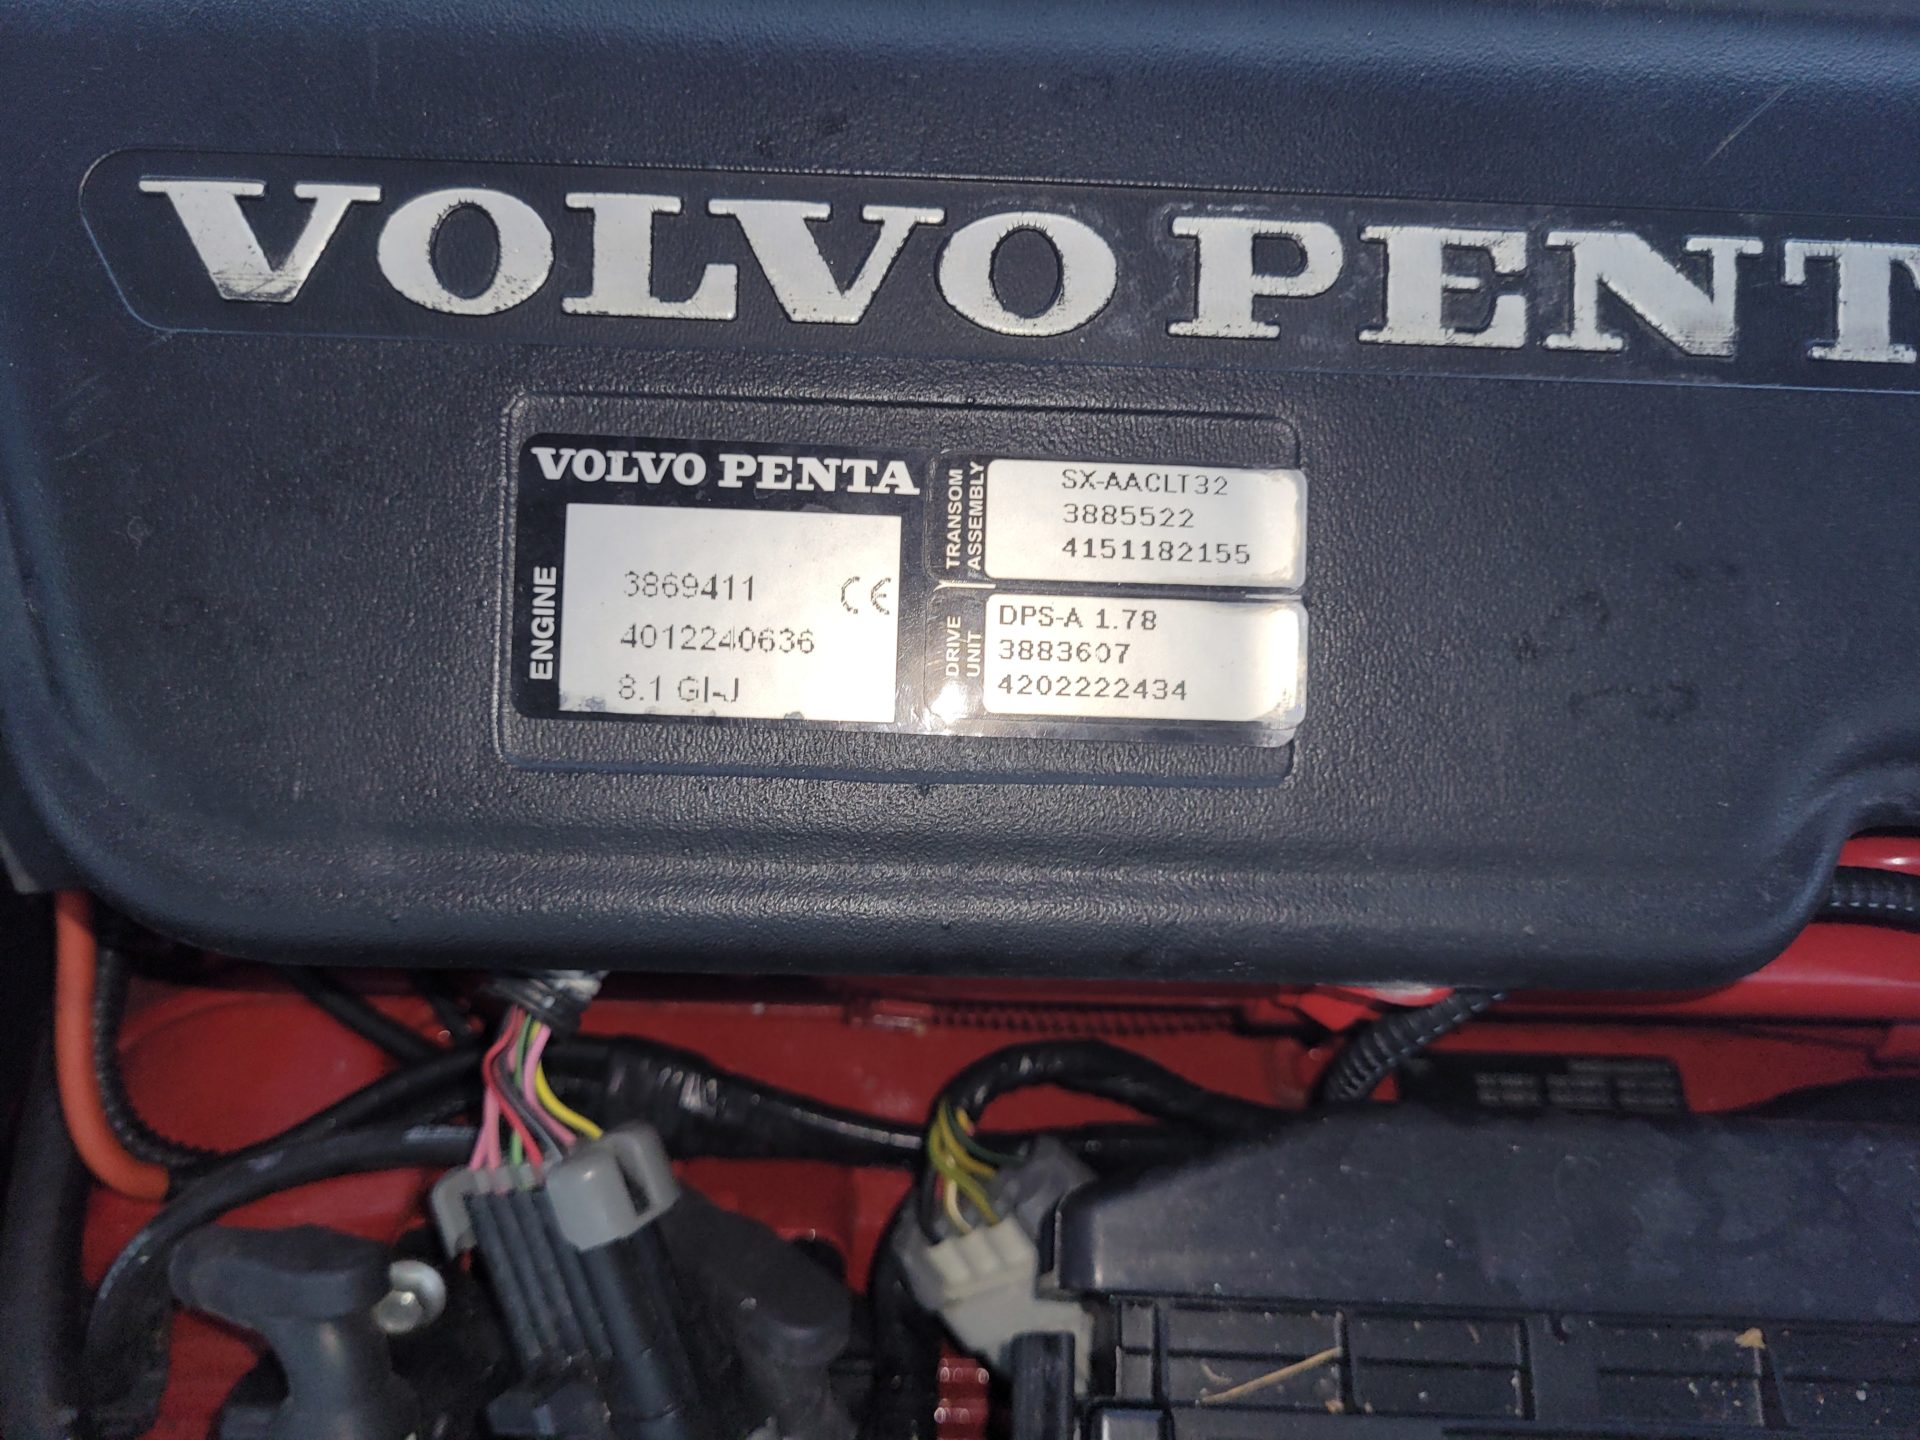 VOLVO PENT
VOLVO PENTA
ENGINE
3869411
CE
4012240636
8.1 GI-J
TRANSOM
ASSEMBLY
SX-AACLT32
3885522
4151182155
DRIVE
UNIT
DPS-A 1.78
3883607
4202222434